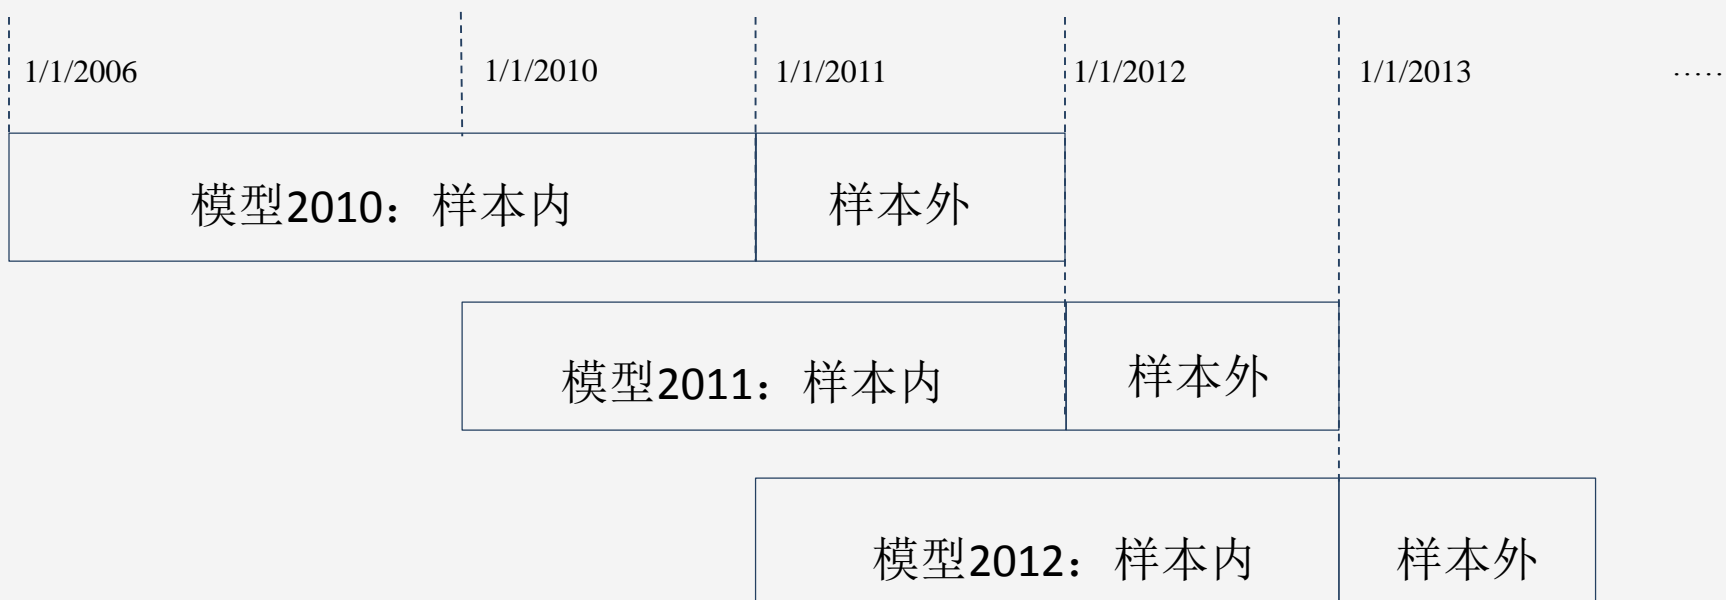 1/1/2006 1/1/2010 1/1/2011 1/1/2012 1/1/2013 .....
模型2010：样本内 样本外
模型2011：样本内 样本外
模型2012：样本内 样本外